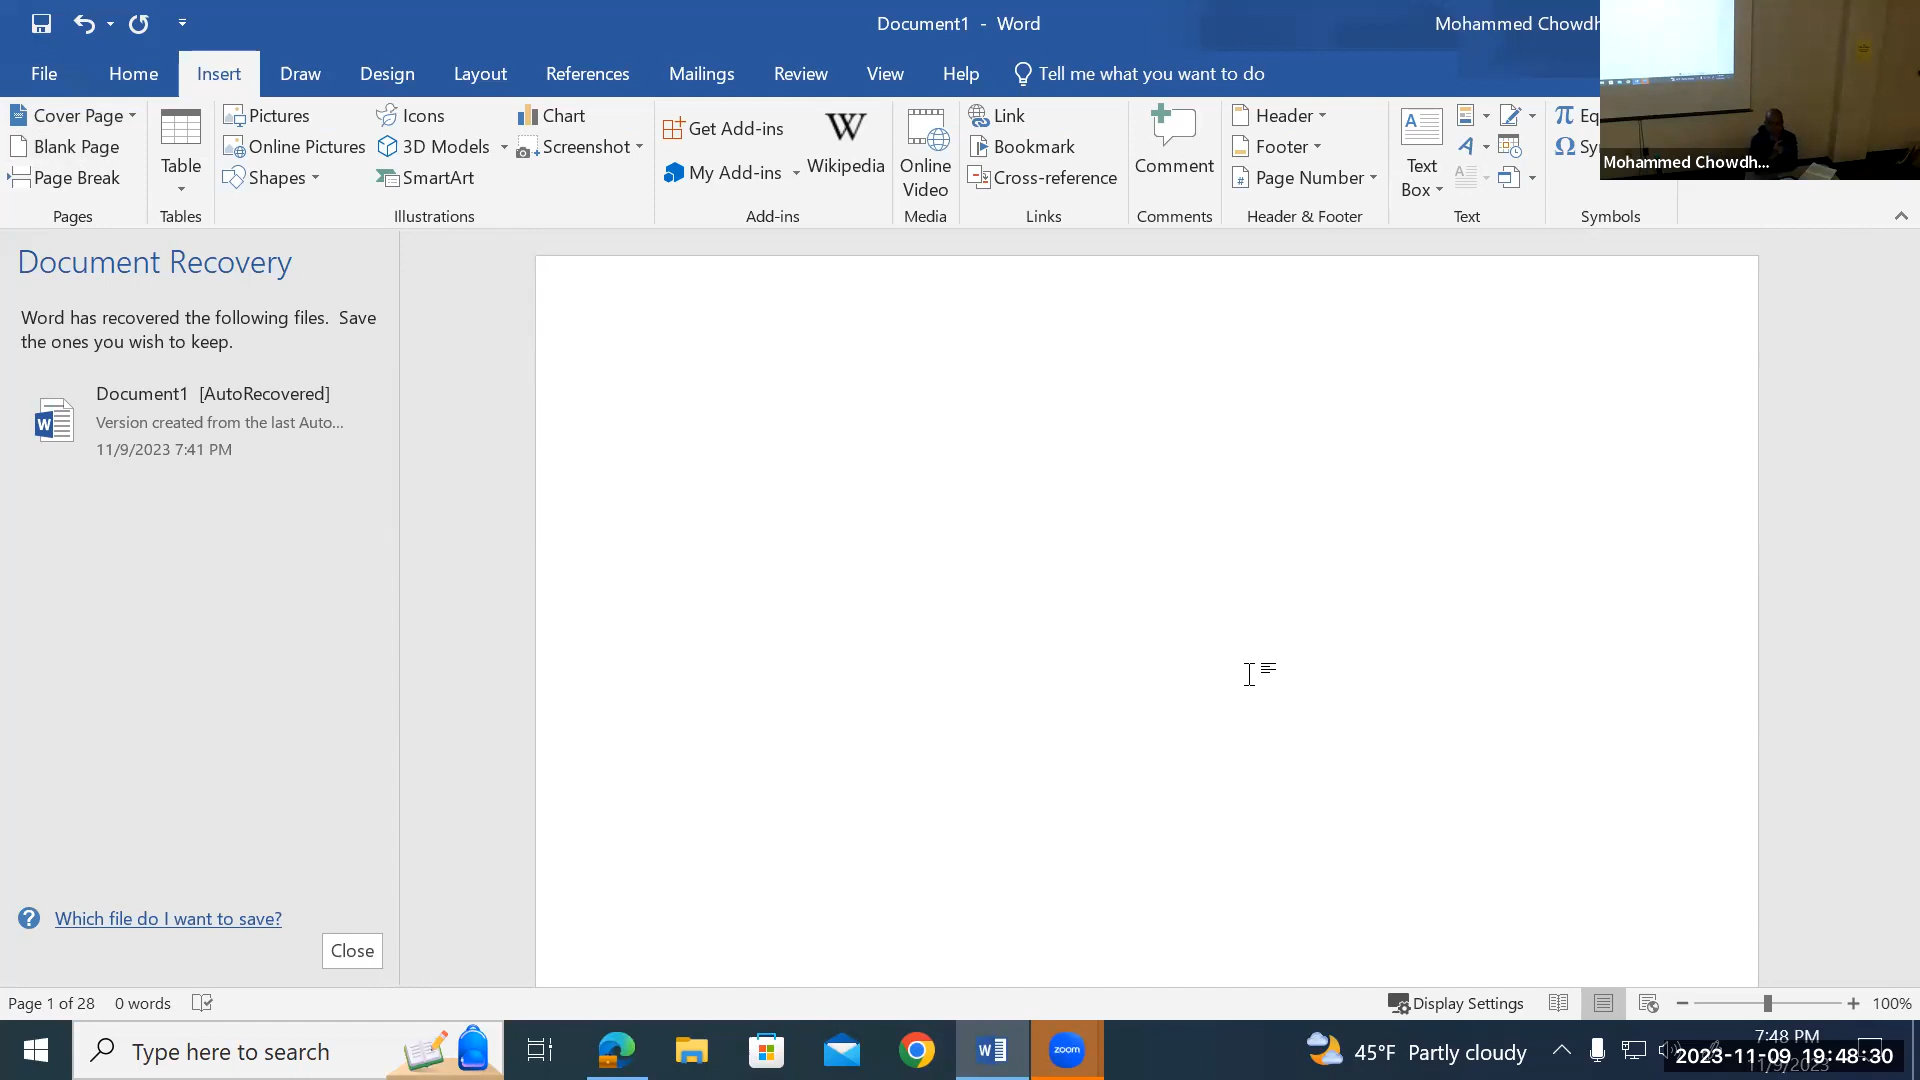 Document1 - Word
Mohammed Chowdh
File Home Insert Draw Design Layout References Mailings Review View Help Tell me what you want to do
Cover Page
Blank Page
Page Break
Pages
Table
Tables
Pictures
Online Pictures
Shapes
Icons
3D Models
SmartArt
Chart
Screenshot
Illustrations
Get Add-ins
My Add-ins
Wikipedia
Add-ins
Online
Video
Media
Link
Bookmark
Cross-reference
Links
Comment
Comments
Header
Footer
Page Number
Header & Footer
Text
Box
Text
π Eq
Ω Sy
Symbols
Mohammed Chowdh...
Document Recovery
Word has recovered the following files. Save
the ones you wish to keep.
Document1 [AutoRecovered]
Version created from the last Auto...
11/9/2023 7:41 PM
Which file do I want to save?
Close
Page 1 of 28 0 words
Display Settings
100%
Type here to search
zoom
45°F Partly cloudy
7:48 PM
11/9/2023
2023-11-09 19:48:30